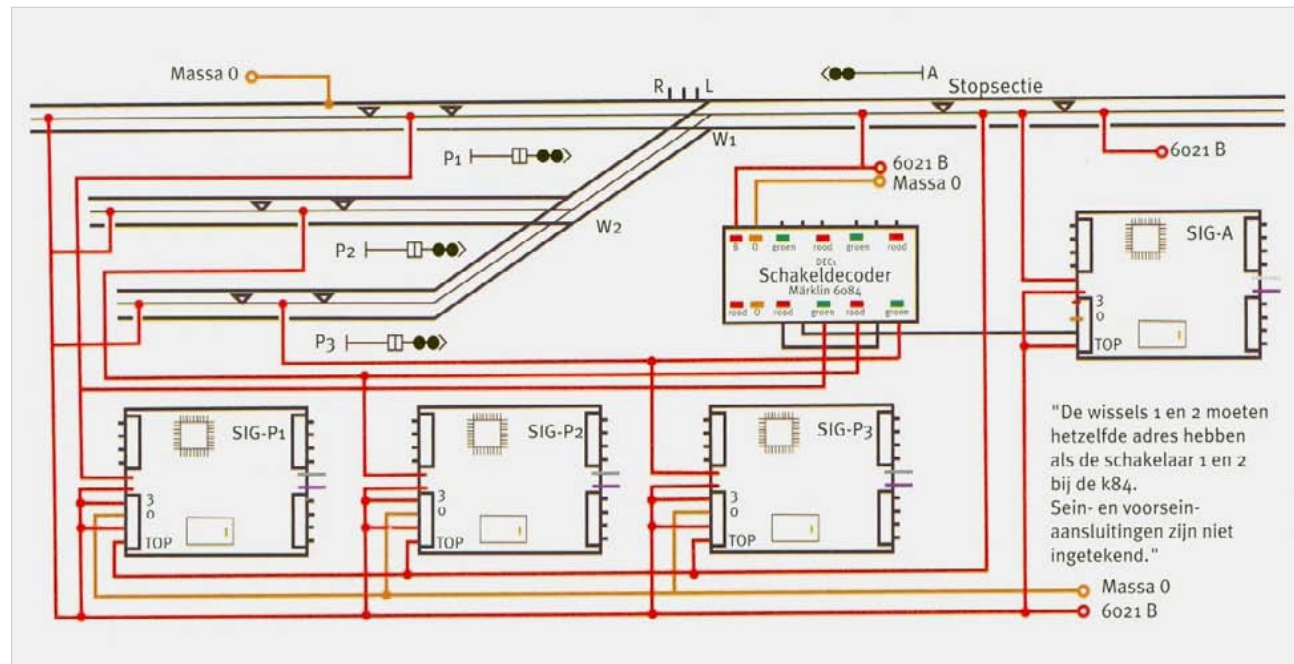 Massa 0
R L
A
Stopsectie
P1
W1
6021 B
Massa 0
6021 B
W2
P2
P3
B O groen rood groen rood
DEC1
Schakeldecoder
Märklin 6084
rood O rood groen rood groen
SIG-A
3
0
TOP
SIG-P1
3
0
TOP
SIG-P2
3
0
TOP
SIG-P3
3
0
TOP
"De wissels 1 en 2 moeten
hetzelfde adres hebben
als de schakelaar 1 en 2
bij de k84.
Sein- en voorsein-
aansluitingen zijn niet
ingetekend."
Massa 0
6021 B